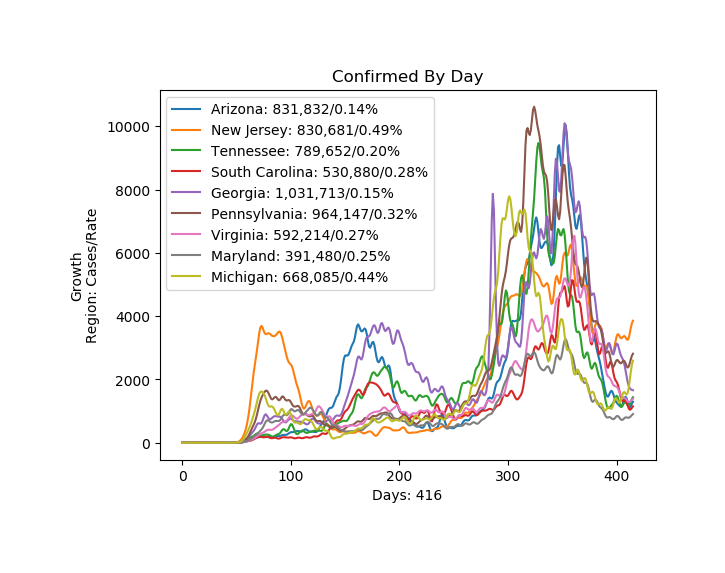 Confirmed By Day
Arizona: 831,832/0.14%
New Jersey: 830,681/0.49%
Tennessee: 789,652/0.20%
South Carolina: 530,880/0.28%
Georgia: 1,031,713/0.15%
Pennsylvania: 964,147/0.32%
Virginia: 592,214/0.27%
Maryland: 391,480/0.25%
Michigan: 668,085/0.44%
10000
8000
6000
4000
2000
0
Growth
Region: Cases/Rate
0 100 200 300 400
Days: 416